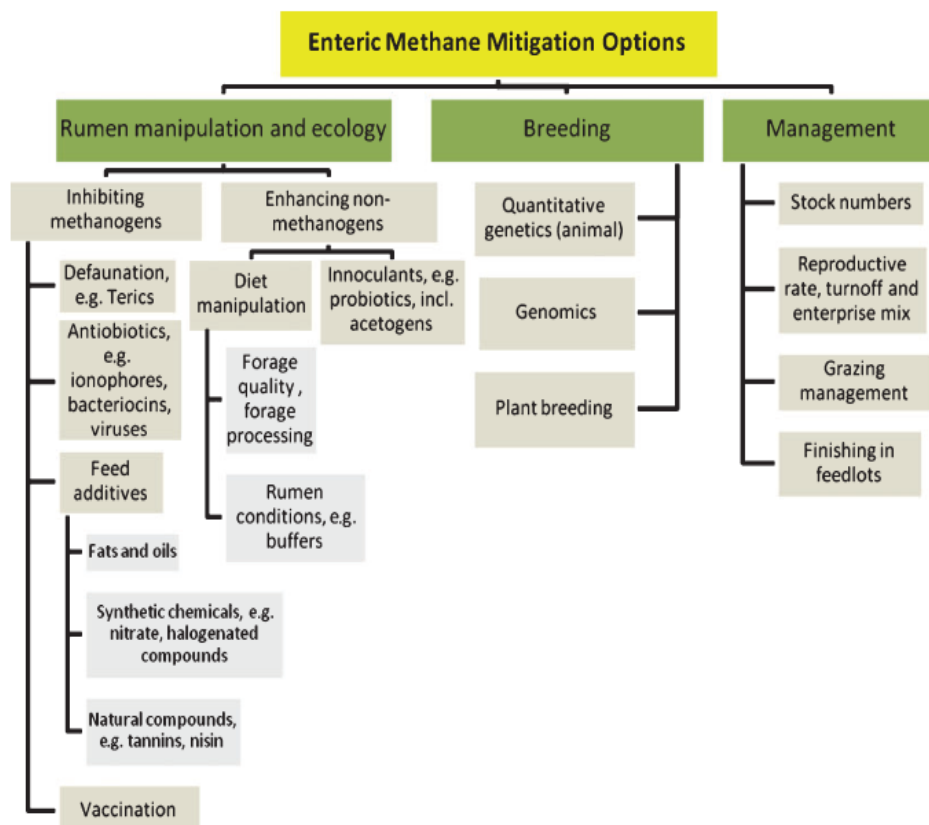 Enteric Methane Mitigation Options
Rumen manipulation and ecology
Breeding
Management
Inhibiting
methanogens
Enhancing non-
methanogens
Defaunation,
e.g. Terics
Antiobiotics,
e.g.
ionophores,
bacteriocins,
viruses
Feed
additives
Fats and oils
Synthetic chemicals, e.g.
nitrate, halogenated
compounds
Natural compounds,
e.g. tannins, nisin
Vaccination
Diet
manipulation
Forage
quality ,
forage
processing
Rumen
conditions, e.g.
buffers
Innoculants, e.g.
probiotics, incl.
acetogens
Quantitative
genetics (animal)
Genomics
Plant breeding
Stock numbers
Reproductive
rate, turnoff and
enterprise mix
Grazing
management
Finishing in
feedlots